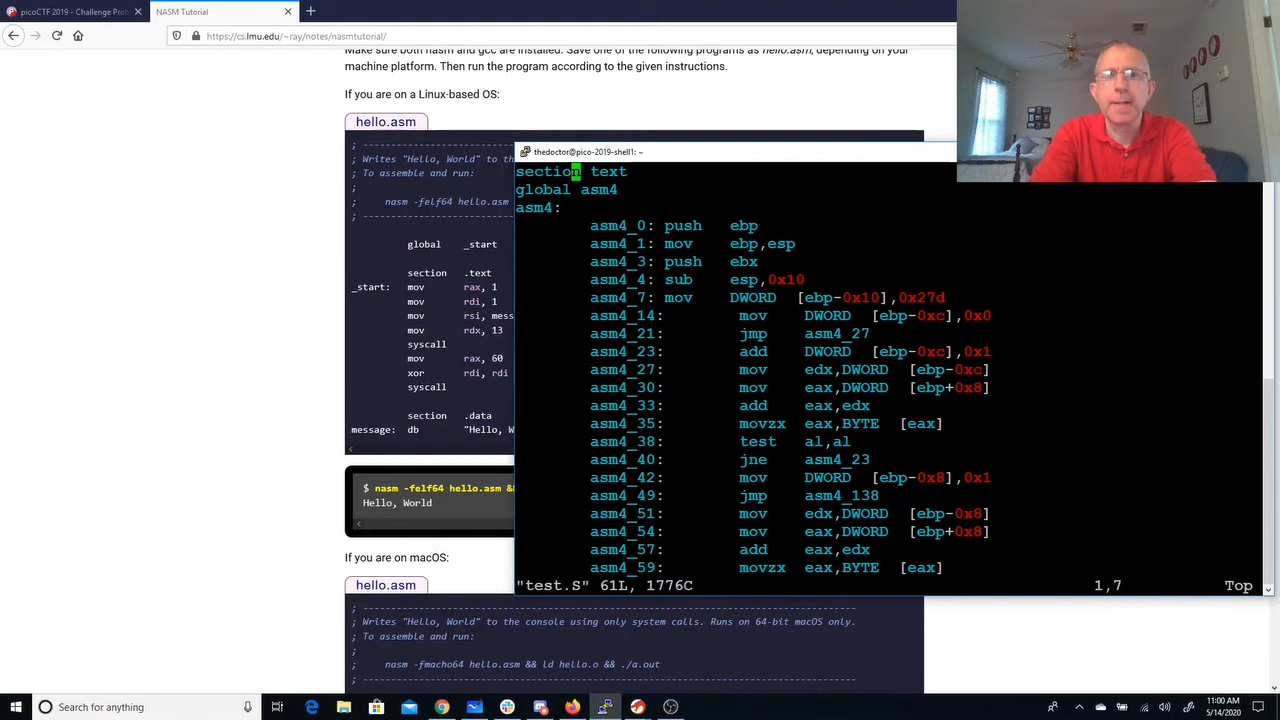 picoCTF 2019 - Challenge Pro
NASM Tutorial
https://cs.lmu.edu/~ray/notes/nasmtutorial/
Make sure both nasm and gcc are installed. Save one of the following programs as hello.asm, depending on your
machine platform. Then run the program according to the given instructions.
If you are on a Linux-based OS:
hello.asm
; ----------------------------
; Writes "Hello, World" to th
; To assemble and run:
;
; nasm -felf64 hello.asm
; ----------------------------
global _start
section .text
_start: mov rax, 1
mov rdi, 1
mov rsi, mess
mov rdx, 13
syscall
mov rax, 60
xor rdi, rdi
syscall
section .data
message: db "Hello, W
$ nasm -felf64 hello.asm &&
Hello, World
If you are on macOS:
hello.asm
; ----------------------------------------------------------------------------------------
; Writes "Hello, World" to the console using only system calls. Runs on 64-bit macOS only.
; To assemble and run:
;
; nasm -fmacho64 hello.asm && ld hello.o && ./a.out
; ----------------------------------------------------------------------------------------
thedoctor@pico-2019-shell1: ~
section text
global asm4
asm4:
asm4_0: push ebp
asm4_1: mov ebp,esp
asm4_3: push ebx
asm4_4: sub esp,0x10
asm4_7: mov DWORD [ebp-0x10],0x27d
asm4_14: mov DWORD [ebp-0xc],0x0
asm4_21: jmp asm4_27
asm4_23: add DWORD [ebp-0xc],0x1
asm4_27: mov edx,DWORD [ebp-0xc]
asm4_30: mov eax,DWORD [ebp+0x8]
asm4_33: add eax,edx
asm4_35: movzx eax,BYTE [eax]
asm4_38: test al,al
asm4_40: jne asm4_23
asm4_42: mov DWORD [ebp-0x8],0x1
asm4_49: jmp asm4_138
asm4_51: mov edx,DWORD [ebp-0x8]
asm4_54: mov eax,DWORD [ebp+0x8]
asm4_57: add eax,edx
asm4_59: movzx eax,BYTE [eax]
"test.S" 61L, 1776C 1,7 Top
Search for anything
11:00 AM
5/14/2020